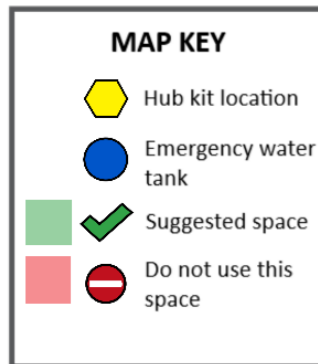 MAP KEY
Hub kit location
Emergency water
tank
Suggested space
Do not use this
space